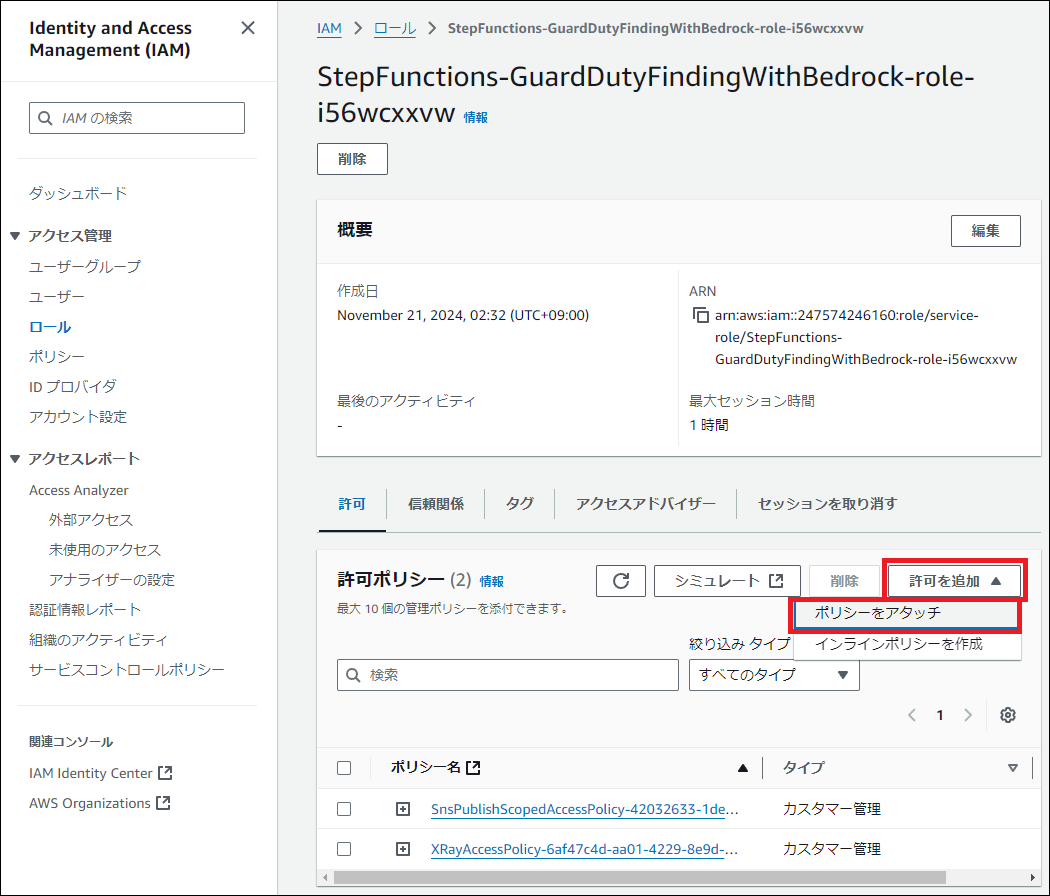 Identity and Access
Management (IAM)
IAM の検索
ダッシュボード
アクセス管理
ユーザーグループ
ユーザー
ロール
ポリシー
ID プロバイダ
アカウント設定
アクセスレポート
Access Analyzer
外部アクセス
未使用のアクセス
アナライザーの設定
認証情報レポート
組織のアクティビティ
サービスコントロールポリシー
関連コンソール
IAM Identity Center
AWS Organizations
IAM > ロール > StepFunctions-GuardDutyFindingWithBedrock-role-i56wcxxvw
StepFunctions-GuardDutyFindingWithBedrock-role-
i56wcxxvw 情報
削除
概要
編集
作成日
November 21, 2024, 02:32 (UTC+09:00)
ARN
arn:aws:iam::247574246160:role/service-
role/StepFunctions-
GuardDutyFindingWithBedrock-role-i56wcxxvw
最後のアクティビティ
-
最大セッション時間
1 時間
許可 信頼関係 タグ アクセスアドバイザー セッションを取り消す
許可ポリシー (2) 情報
シミュレート 削除 許可を追加 ▲
最大 10 個の管理ポリシーを添付できます。
ポリシーをアタッチ
インラインポリシーを作成
絞り込み タイプ
検索
すべてのタイプ
1
ポリシー名 タイプ
SnsPublishScopedAccessPolicy-42032633-1de... カスタマー管理
XRayAccessPolicy-6af47c4d-aa01-4229-8e9d-... カスタマー管理